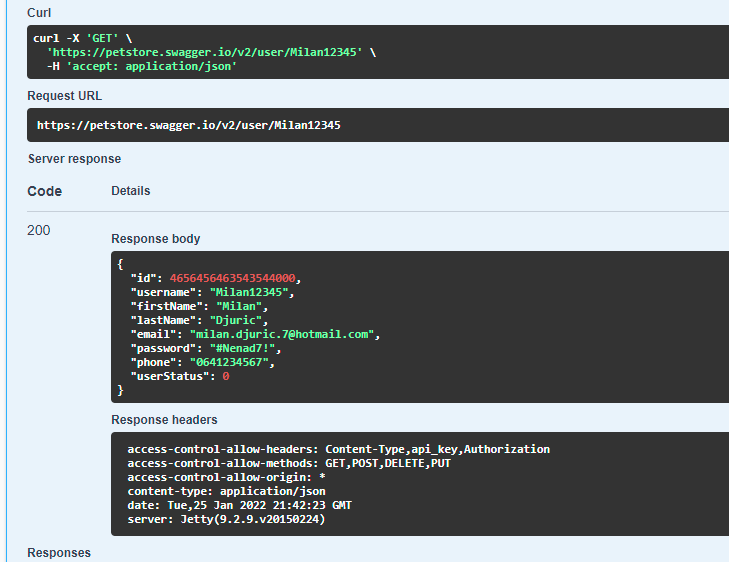 Curl
curl -X 'GET' \
'https://petstore.swagger.io/v2/user/Milan12345' \
-H 'accept: application/json'
Request URL
https://petstore.swagger.io/v2/user/Milan12345
Server response
Code Details
200
Response body
{
"id": 4656456463543544000,
"username": "Milan12345",
"firstName": "Milan",
"lastName": "Djuric",
"email": "milan.djuric.7@hotmail.com",
"password": "#Nenad7!",
"phone": "0641234567",
"userStatus": 0
}
Response headers
access-control-allow-headers: Content-Type,api_key,Authorization
access-control-allow-methods: GET,POST,DELETE,PUT
access-control-allow-origin: *
content-type: application/json
date: Tue,25 Jan 2022 21:42:23 GMT
server: Jetty(9.2.9.v20150224)
Responses